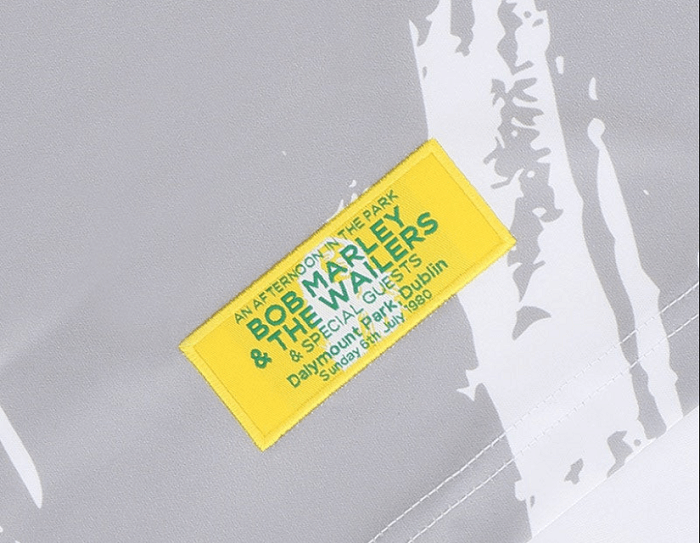 AN AFTERNOON IN THE PARK
BOB MARLEY
& THE WAILERS
& SPECIAL GUESTS
Dalymount Park, Dublin
Sunday 6th July 1980